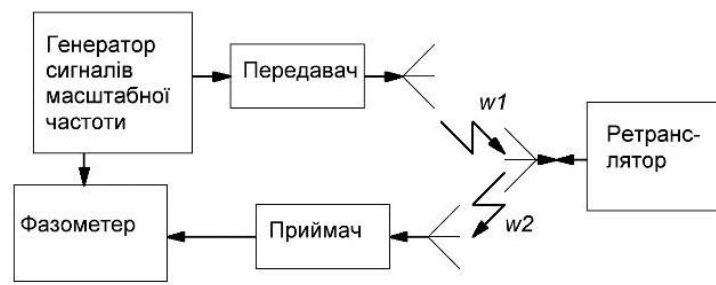 Генератор
сигналів
масштабної
частоти
Передавач
w1
Ретранс-
лятор
Фазометер
Приймач
w2